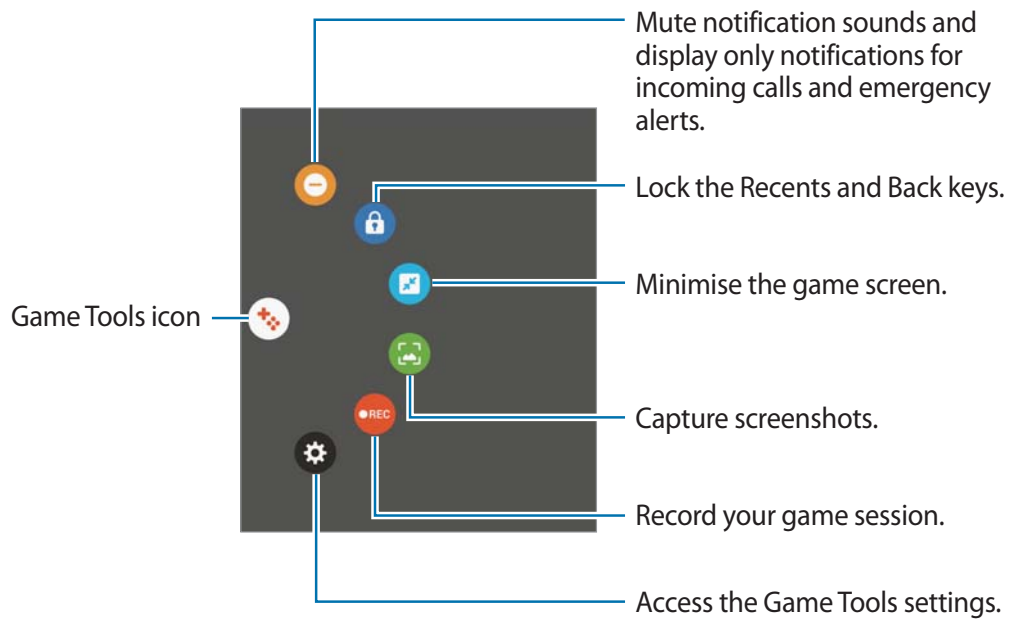 Mute notification sounds and
display only notifications for
incoming calls and emergency
alerts.
Lock the Recents and Back keys.
Minimise the game screen.
Game Tools icon
Capture screenshots.
REC
Record your game session.
Access the Game Tools settings.